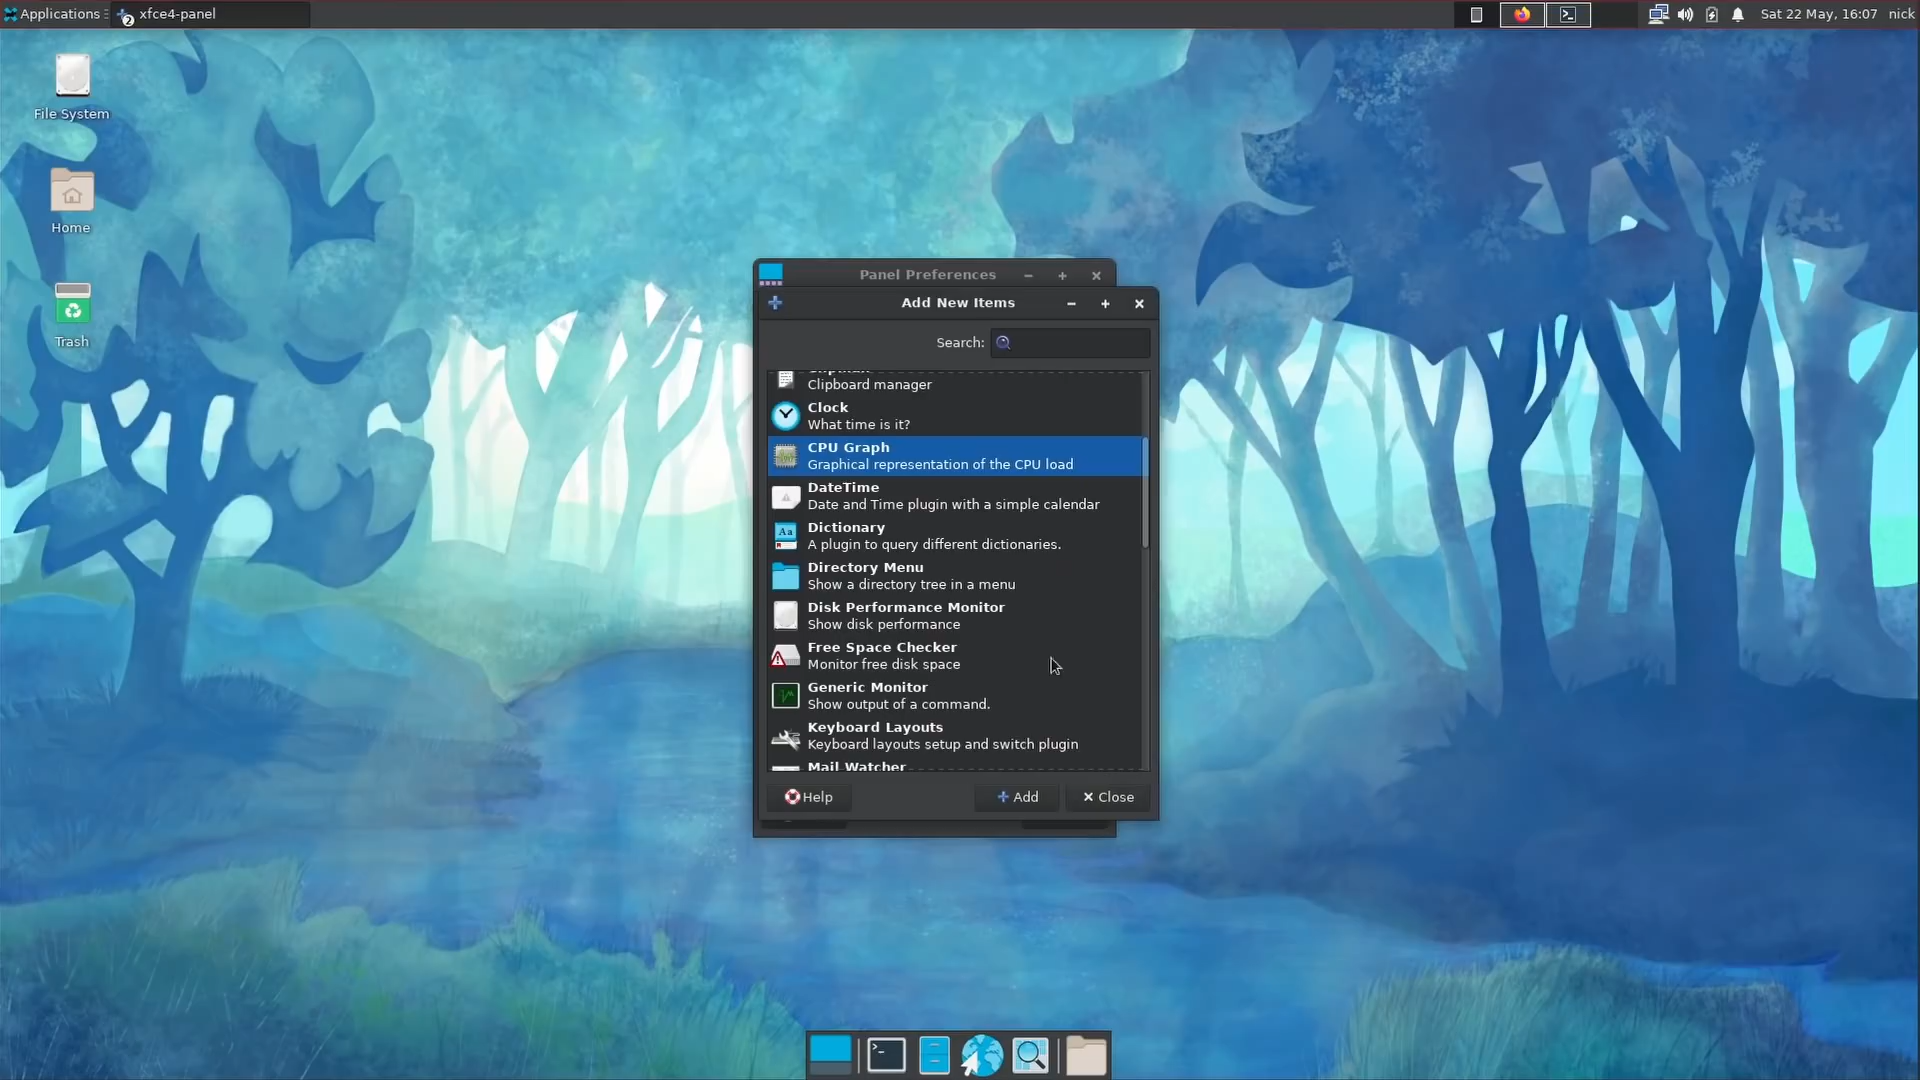 Applications
2 xfce4-panel
Sat 22 May, 16:07 nick
File System
Home
Trash
Panel Preferences
Add New Items
Search:
Clipboard manager
Clock
What time is it?
CPU Graph
Graphical representation of the CPU load
DateTime
Date and Time plugin with a simple calendar
Aa
Dictionary
A plugin to query different dictionaries.
Directory Menu
Show a directory tree in a menu
Disk Performance Monitor
Show disk performance
Free Space Checker
Monitor free disk space
Generic Monitor
Show output of a command.
Keyboard Layouts
Keyboard layouts setup and switch plugin
Mail Watcher
Help
Add
Close